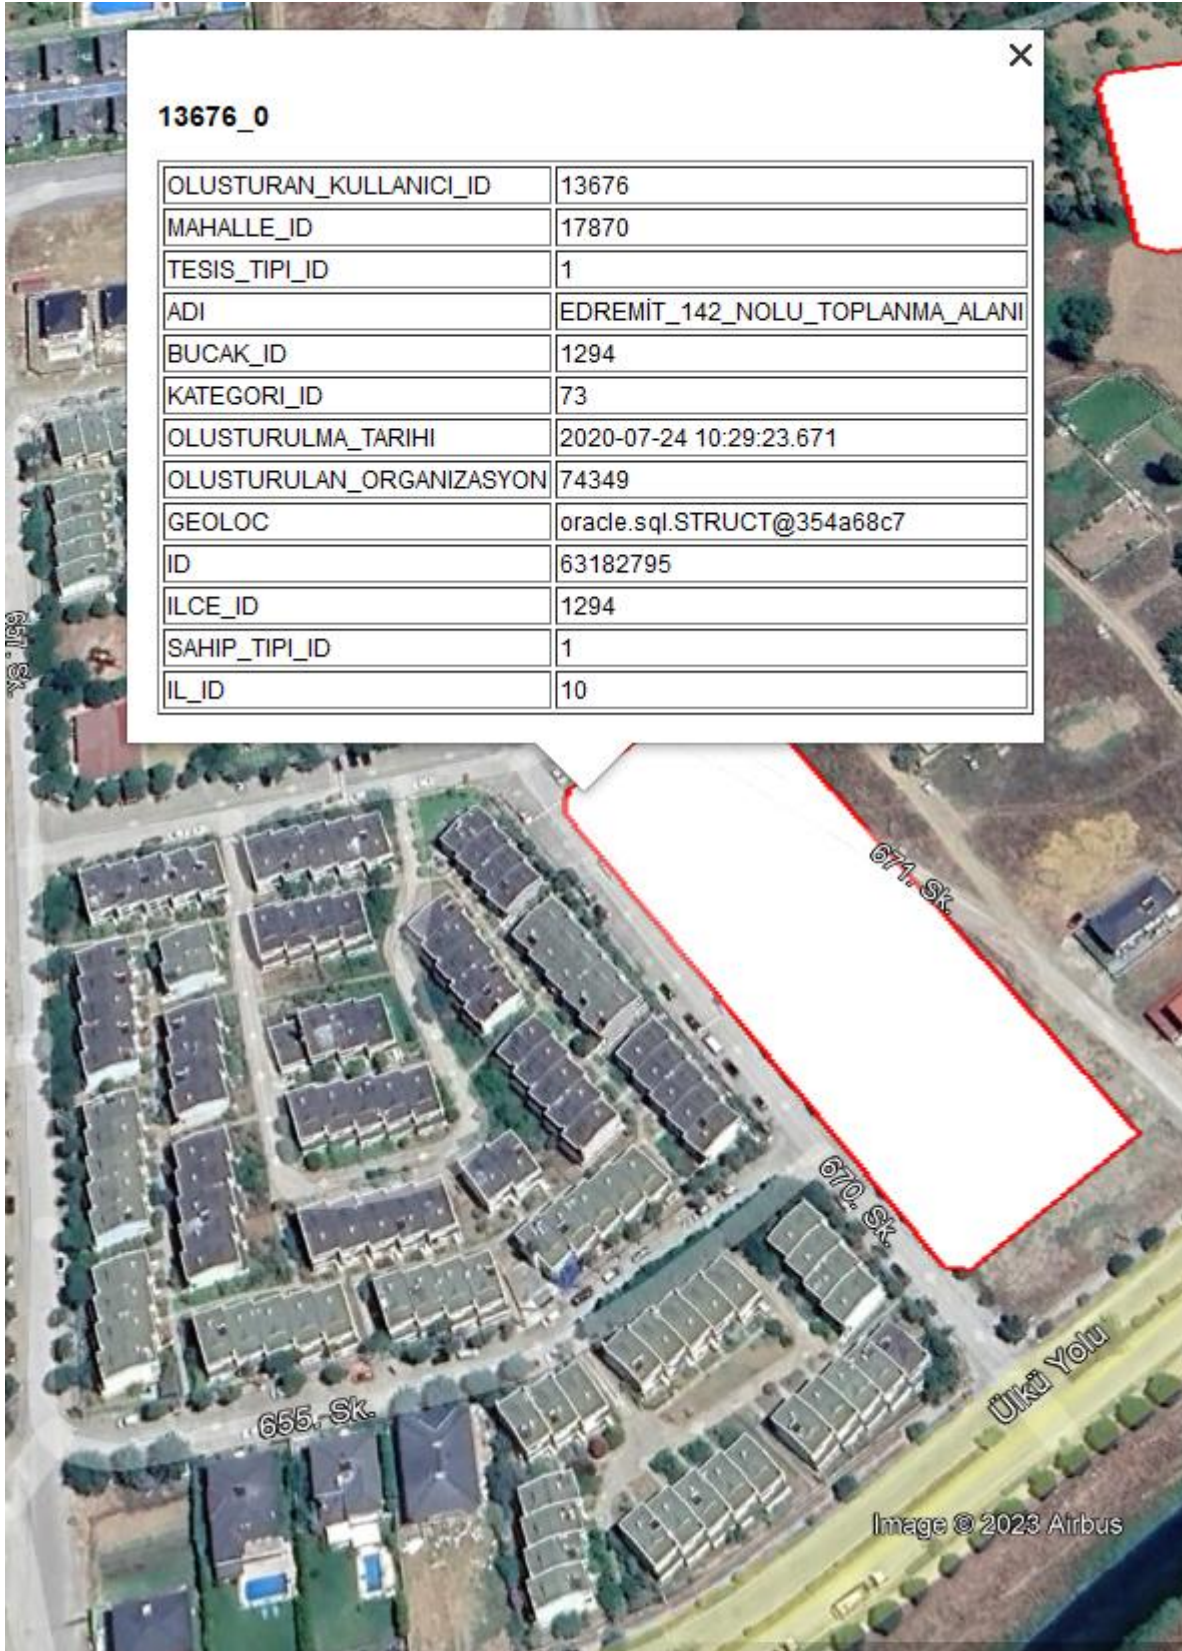 13676_0
OLUSTURAN_KULLANICI_ID 13676
MAHALLE_ID 17870
TESIS_TIPI_ID 1
ADI EDREMİT_142_NOLU_TOPLANMA_ALANI
BUCAK_ID 1294
KATEGORI_ID 73
OLUSTURULMA_TARIHI 2020-07-24 10:29:23.671
OLUSTURULAN_ORGANIZASYON 74349
GEOLOC oracle.sql.STRUCT@354a68c7
ID 63182795
ILCE_ID 1294
SAHIP_TIPI_ID 1
IL_ID 10
657. Sk.
671. Sk.
670. Sk.
Ülkü Yolu
655. Sk.
Image © 2023 Airbus